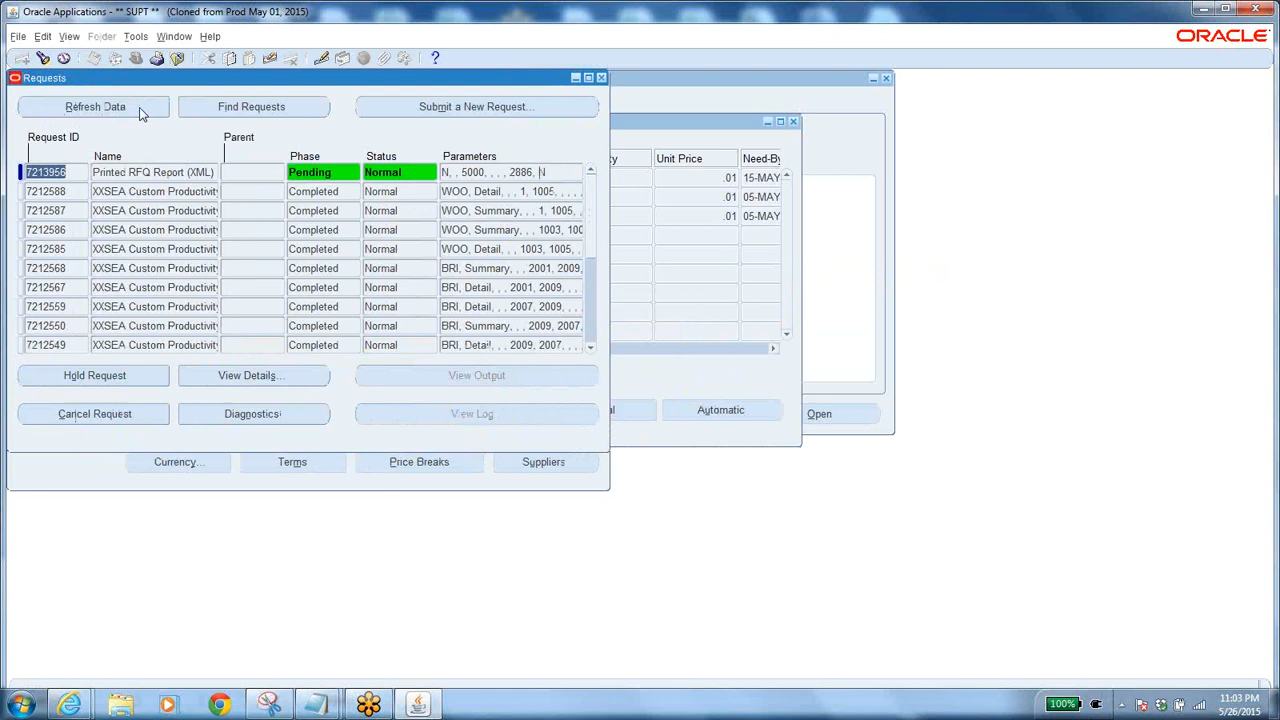 Oracle Applications - ** SUPT ** (Cloned from Prod May 01, 2015)
File Edit View Folder Tools Window Help
ORACLE
Requests
Refresh Data Find Requests Submit a New Request...
Request ID Parent
Name Phase Status Parameters Unit Price Need-By
7213956 Printed RFQ Report (XML) Pending Normal N, , 5000, , , , 2886, N .01 15-MAY
7212588 XXSEA Custom Productivity Completed Normal WOO, Detail, , , 1, 1005, , , , .01 05-MAY
7212587 XXSEA Custom Productivity Completed Normal WOO, Summary, , , 1, 1005, .01 05-MAY
7212586 XXSEA Custom Productivity Completed Normal WOO, Summary, , , 1003, 100
7212585 XXSEA Custom Productivity Completed Normal WOO, Detail, , , 1003, 1005,
7212568 XXSEA Custom Productivity Completed Normal BRI, Summary, , , 2001, 2009,
7212567 XXSEA Custom Productivity Completed Normal BRI, Detail, , , 2001, 2009, ,
7212559 XXSEA Custom Productivity Completed Normal BRI, Detail, , , 2007, 2009, ,
7212550 XXSEA Custom Productivity Completed Normal BRI, Summary, , , 2009, 2007,
7212549 XXSEA Custom Productivity Completed Normal BRI, Detail, , , 2009, 2007, , , ,
Hold Request View Details... View Output
Cancel Request Diagnostics View Log Automatic Open
Currency... Terms Price Breaks Suppliers
100% 11:03 PM
5/26/2015